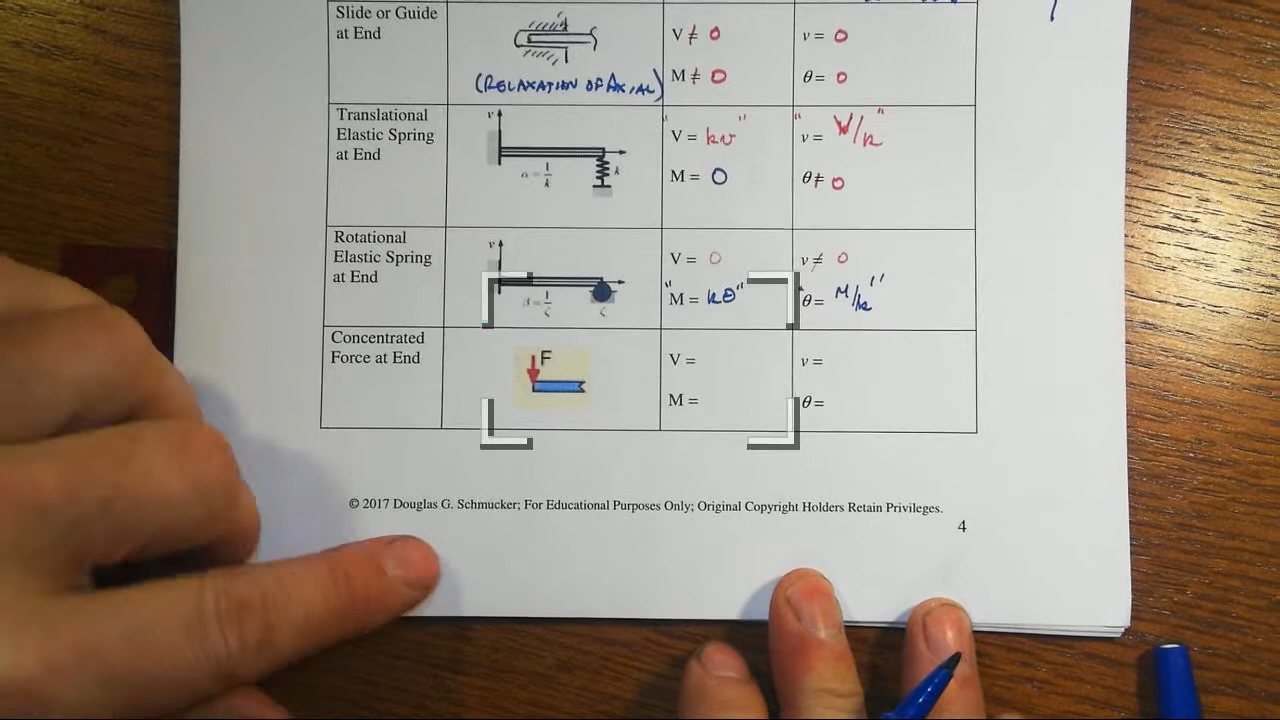 Slide or Guide
at End
(RELAXATION OF AXIAL)
V ≠ 0
M ≠ 0
v = 0
θ = 0
Translational
Elastic Spring
at End
v
k
"V = kv"
M = 0
"v = V/k"
θ ≠ 0
Rotational
Elastic Spring
at End
v
"M = kθ"
V = 0
v ≠ 0
θ = M/k"
Concentrated
Force at End
F
V =
M =
v =
θ =
© 2017 Douglas G. Schmucker; For Educational Purposes Only; Original Copyright Holders Retain Privileges.
4